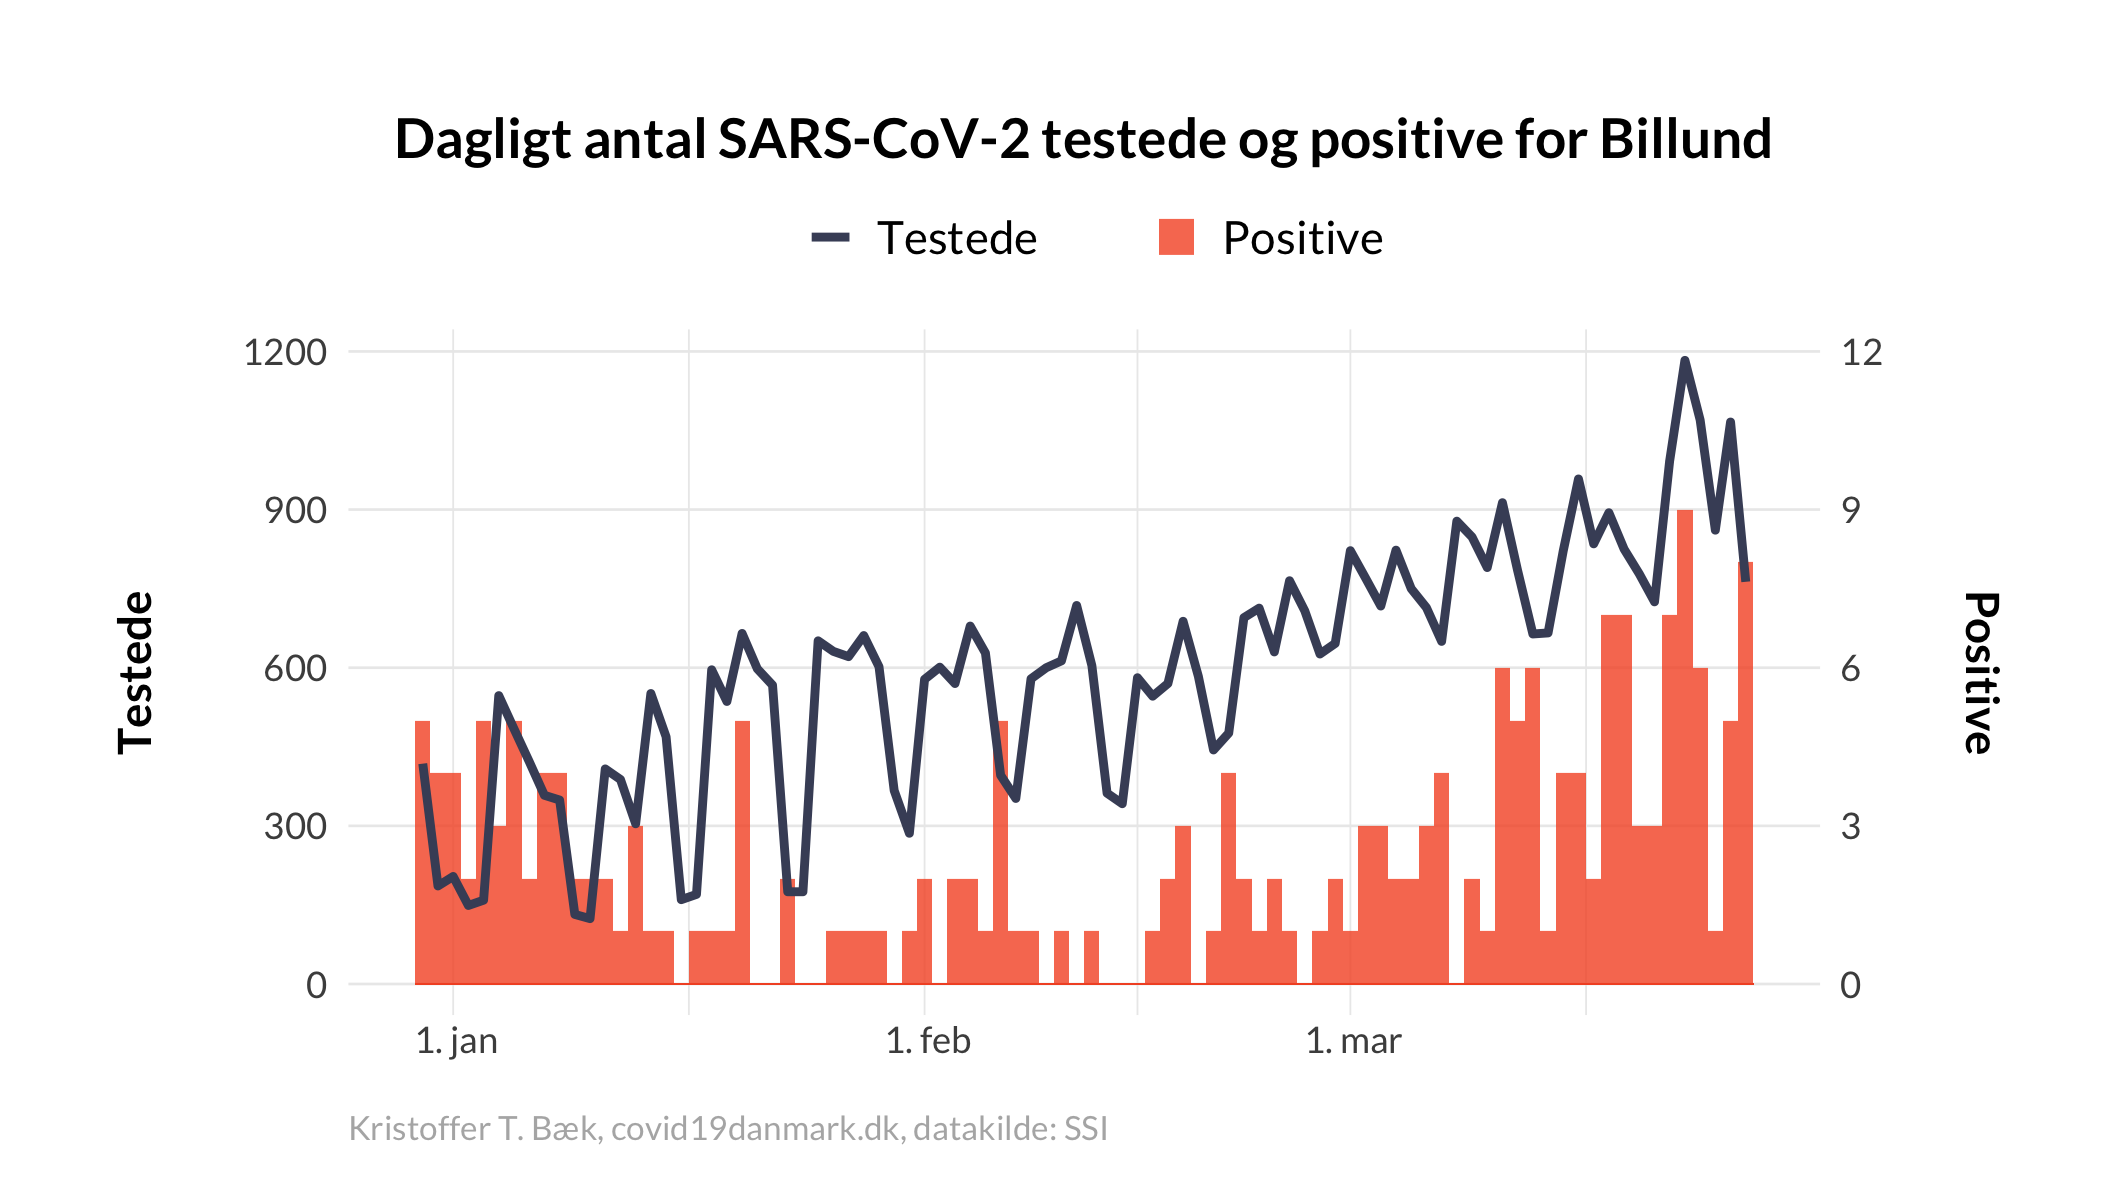 Dagligt antal SARS-CoV-2 testede og positive for Billund
Testede Positive
1200 12
900 9
600 6
300 3
0 0
Testede
Positive
1. jan 1. feb 1. mar
Kristoffer T. Bæk, covid19danmark.dk, datakilde: SSI